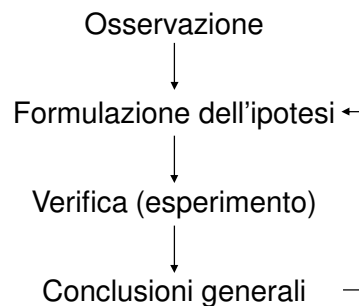 Osservazione
Formulazione dell'ipotesi
Verifica (esperimento)
Conclusioni generali